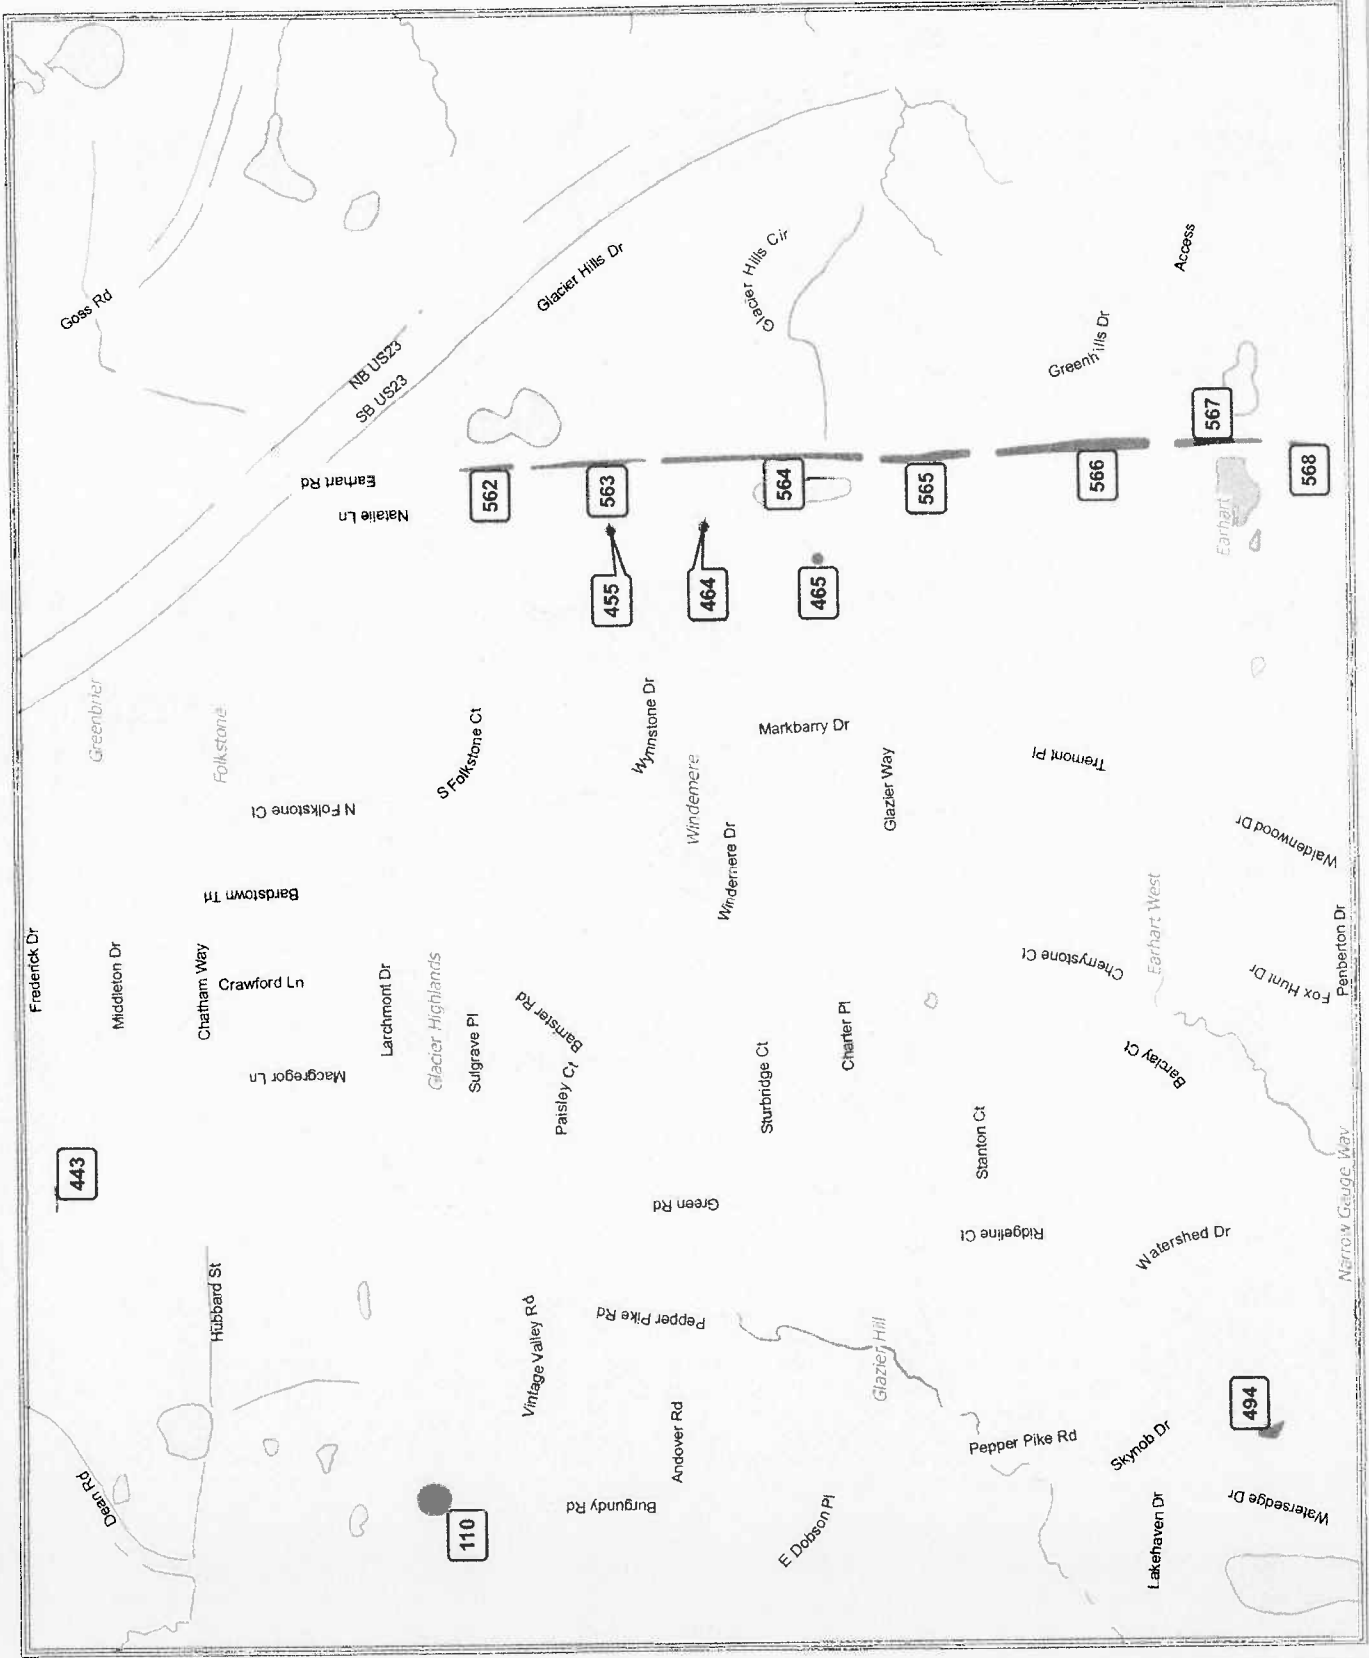 Goss Rd
NB US23
SB US23
Glacier Hills Dr
Glacier Hills Cir
Access
Greenhills Dr
Earhart Rd
Natalie Ln
562
563
564
565
566
567
568
455
464
465
Earhart
Greenbrier
Folkstone
N Folkstone Ct
S Folkstone Ct
Wynnstone Dr
Windemere
Windemere Dr
Markbarry Dr
Glazier Way
Tremont Pl
Waldenwood Dr
Bardstown Trl
Frederick Dr
Middleton Dr
Chatham Way
Crawford Ln
Larchmont Dr
Glacier Highlands
Macgregor Ln
Sulgrave Pl
Barrister Rd
Paisley Ct
Sturbridge Ct
Charter Pl
Cherrystone Ct
Earhart West
Fox Hunt Dr
Penberton Dr
Barclay Ct
Stanton Ct
443
Green Rd
Ridgeline Ct
Watershed Dr
Narrow Gauge Way
Hubbard St
Vintage Valley Rd
Pepper Pike Rd
Glazier Hill
Andover Rd
Pepper Pike Rd
Skynob Dr
494
Dean Rd
110
Burgundy Rd
E Dobson Pl
Lakehaven Dr
Watersedge Dr